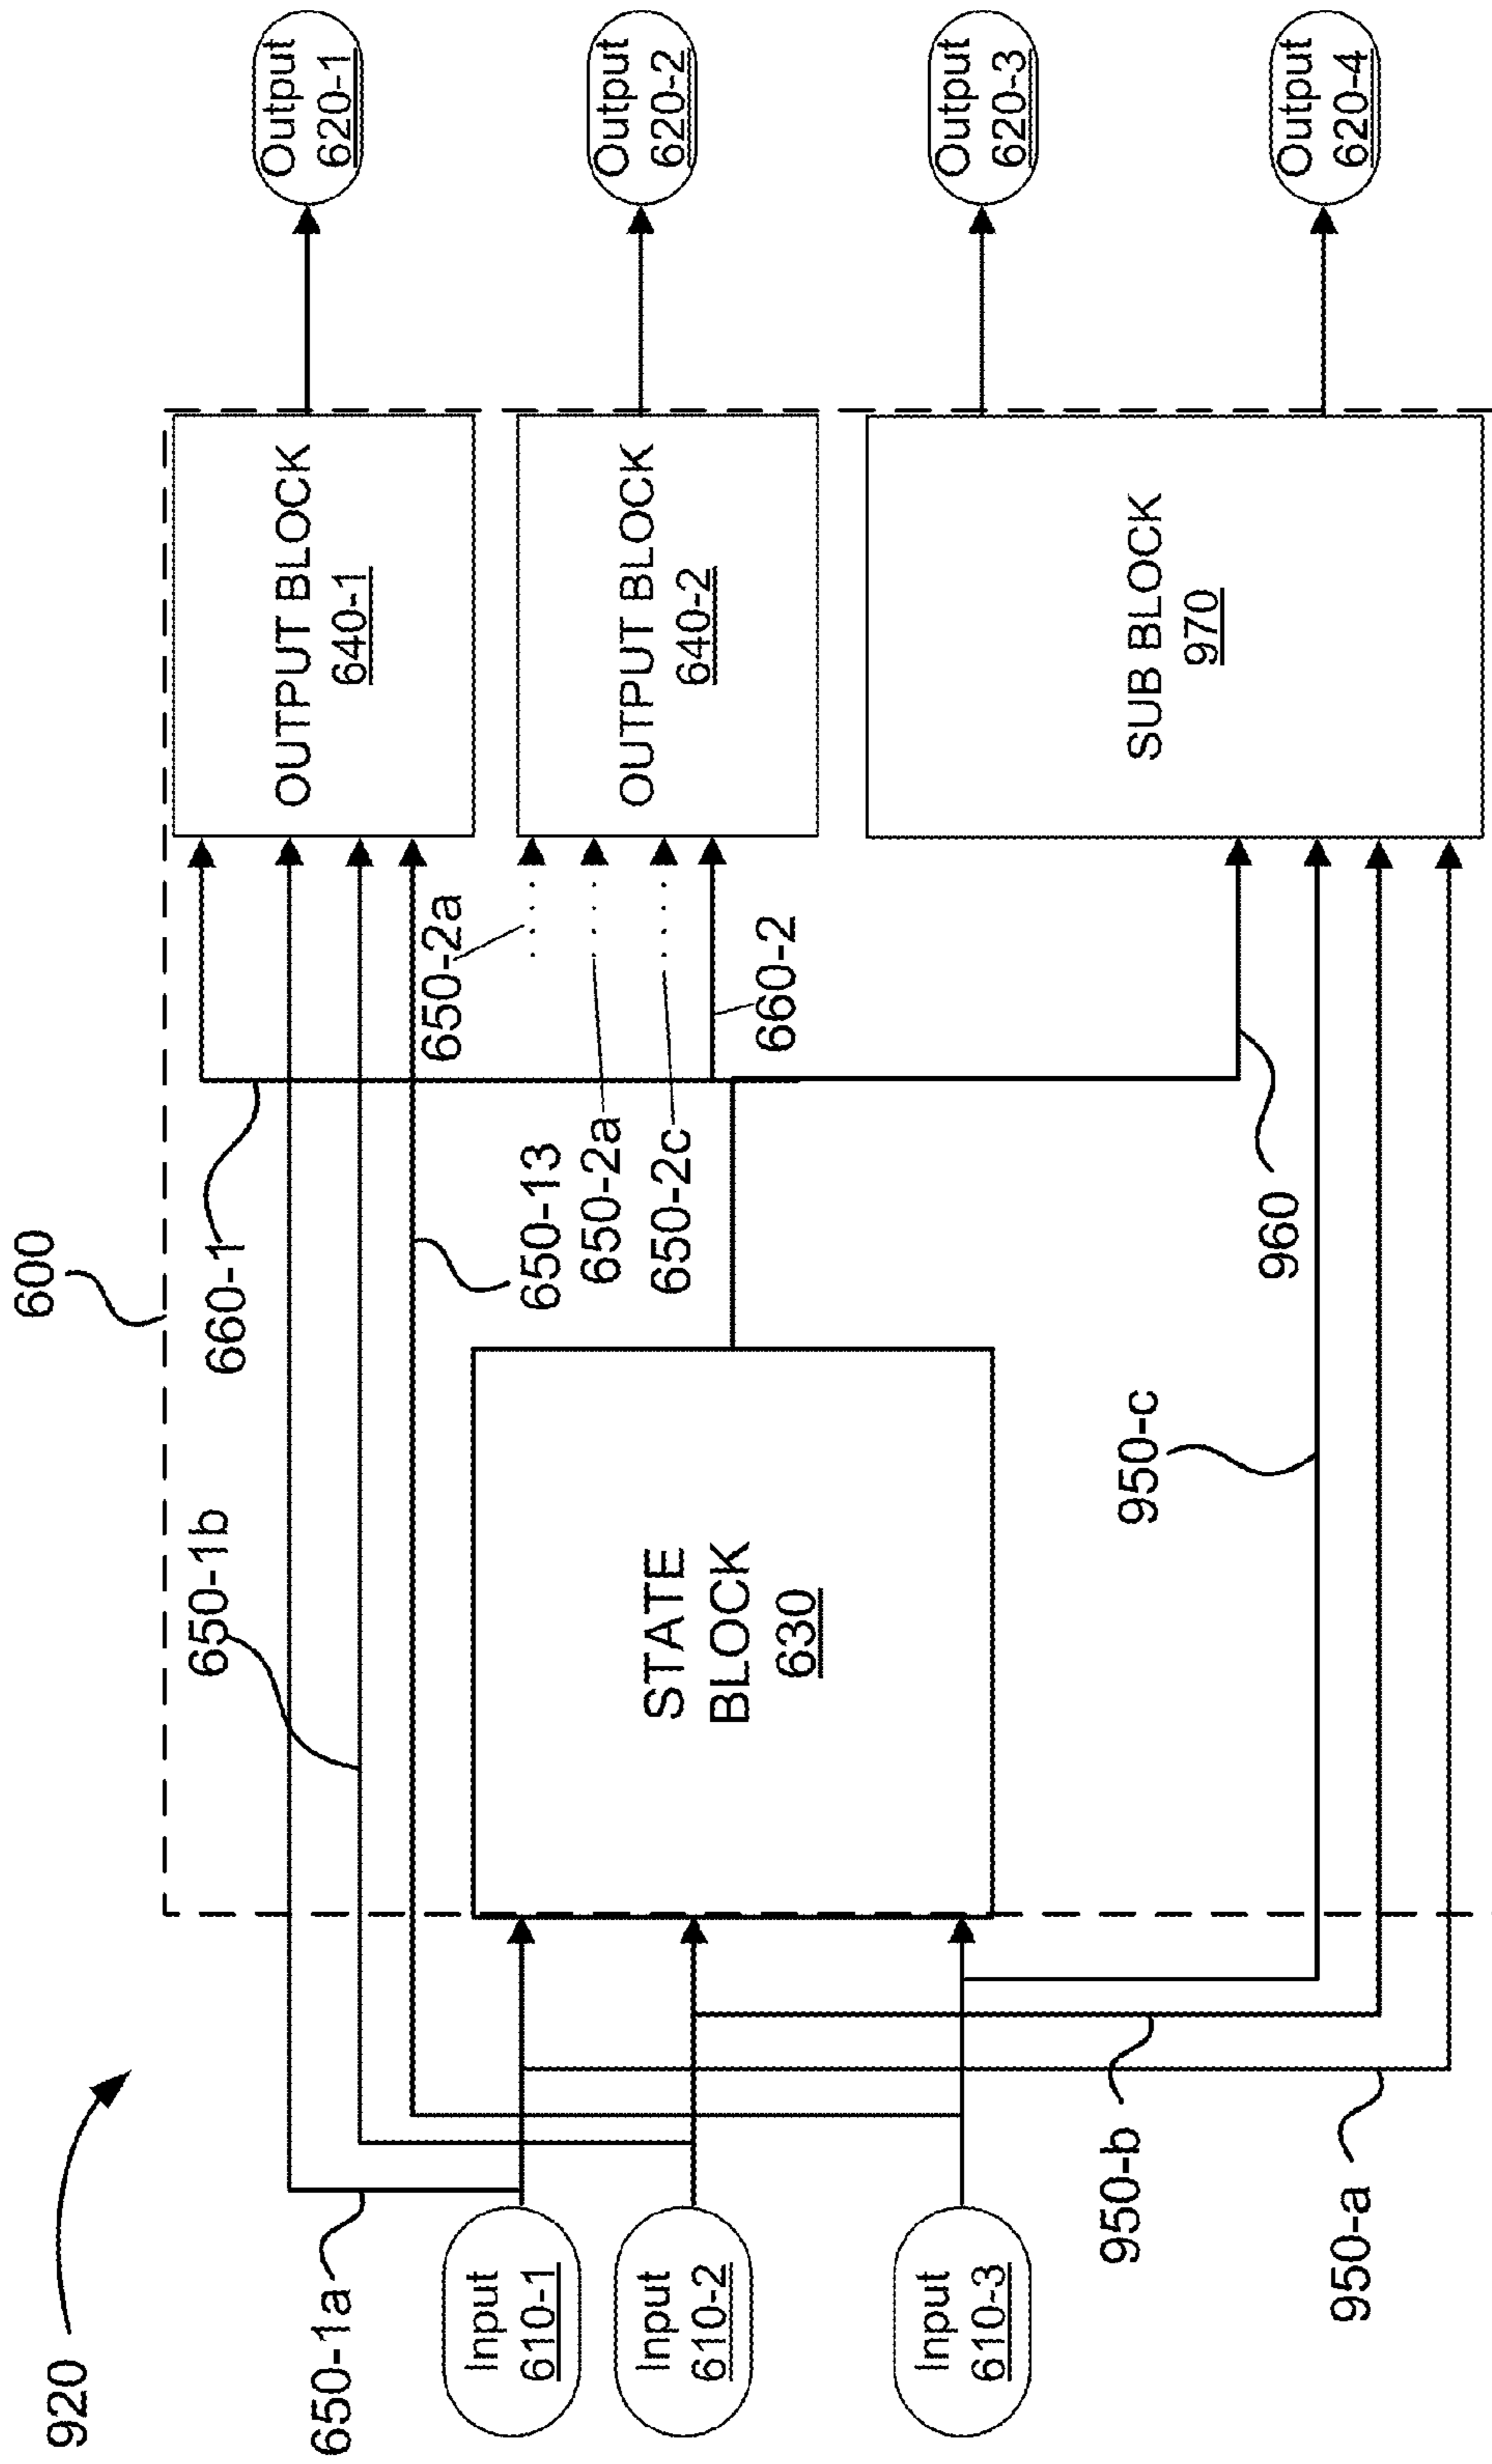 920
600
650-1a
650-1b
660-1
650-13
650-2a
650-2a
650-2c
660-2
Input
610-1
Input
610-2
Input
610-3
STATE
BLOCK
630
OUTPUT BLOCK
640-1
OUTPUT BLOCK
640-2
SUB BLOCK
970
Output
620-1
Output
620-2
Output
620-3
Output
620-4
950-c
960
950-b
950-a